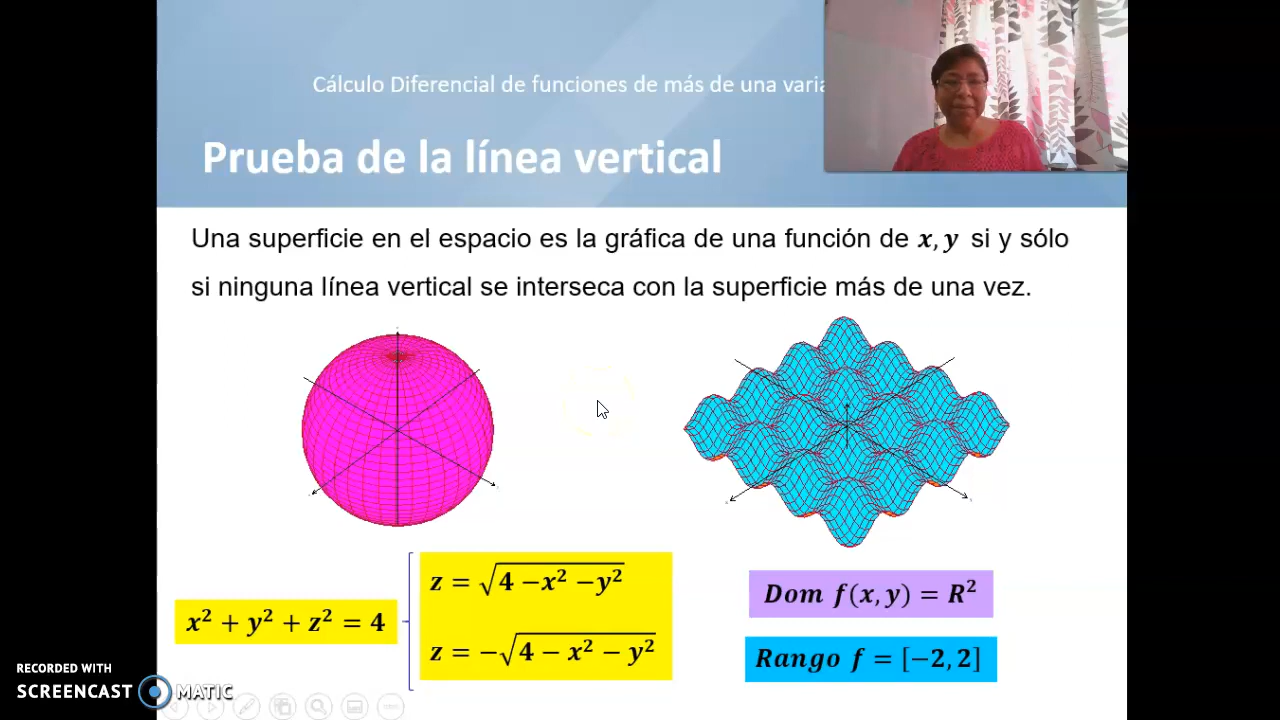 Cálculo Diferencial de funciones de más de una varia
Prueba de la línea vertical
Una superficie en el espacio es la gráfica de una función de x, y si y sólo
si ninguna línea vertical se interseca con la superficie más de una vez.
x² + y² + z² = 4
z = √(4 − x² − y²)
z = −√(4 − x² − y²)
Dom f(x, y) = R²
Rango f = [−2, 2]
RECORDED WITH
SCREENCAST MATIC